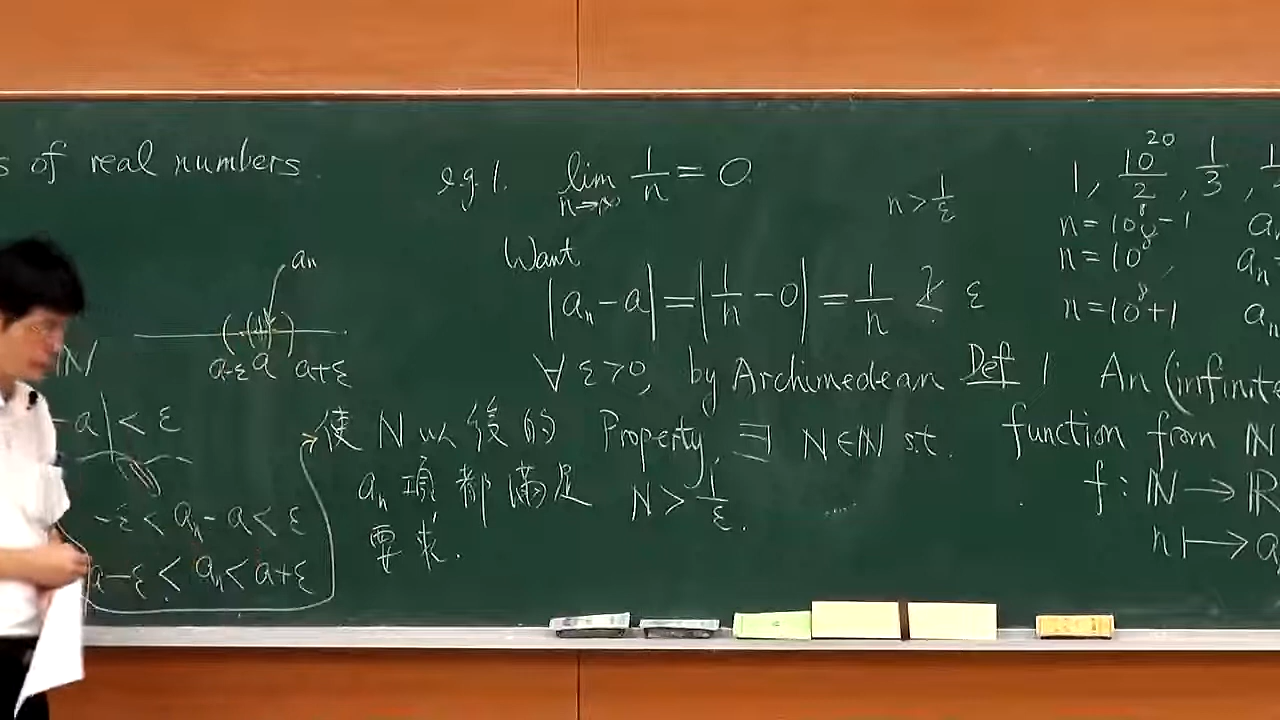 s of real numbers.
a_n
a-ε a a+ε
ℕ
-a| < ε
-ε < a_n - a < ε
a-ε < a_n < a+ε
使 N 以後的
a_n 項都滿足
要求.
e.g. 1. lim_{n→∞} 1/n = 0
n > 1/ε
Want
|a_n - a| = |1/n - 0| = 1/n < ε
∀ ε>0, by Archimedean
Property, ∃ N∈ℕ s.t.
N > 1/ε.
1, 10^20/2, 1/3,
n = 10^8 - 1
n = 10^8,
n = 10^8 + 1
Def 1 An (infinite
function from ℕ
f : ℕ → ℝ
n ↦ a